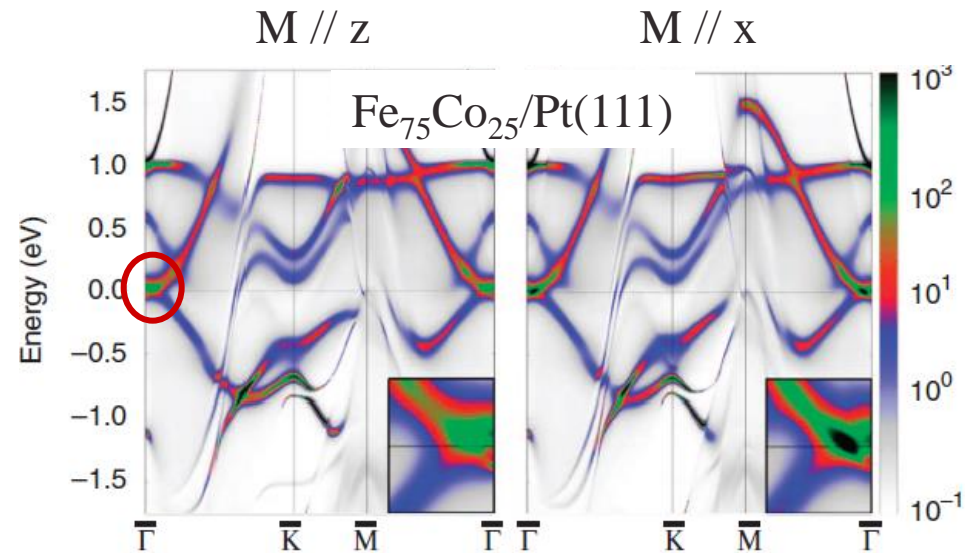 M // z
M // x
Fe₇₅Co₂₅/Pt(111)
Energy (eV)
1.5
1.0
0.5
0.0
−0.5
−1.0
−1.5
Γ̅
K̅
M̅
Γ̅
Γ̅
K̅
M̅
Γ̅
10³
10²
10¹
10⁰
10⁻¹